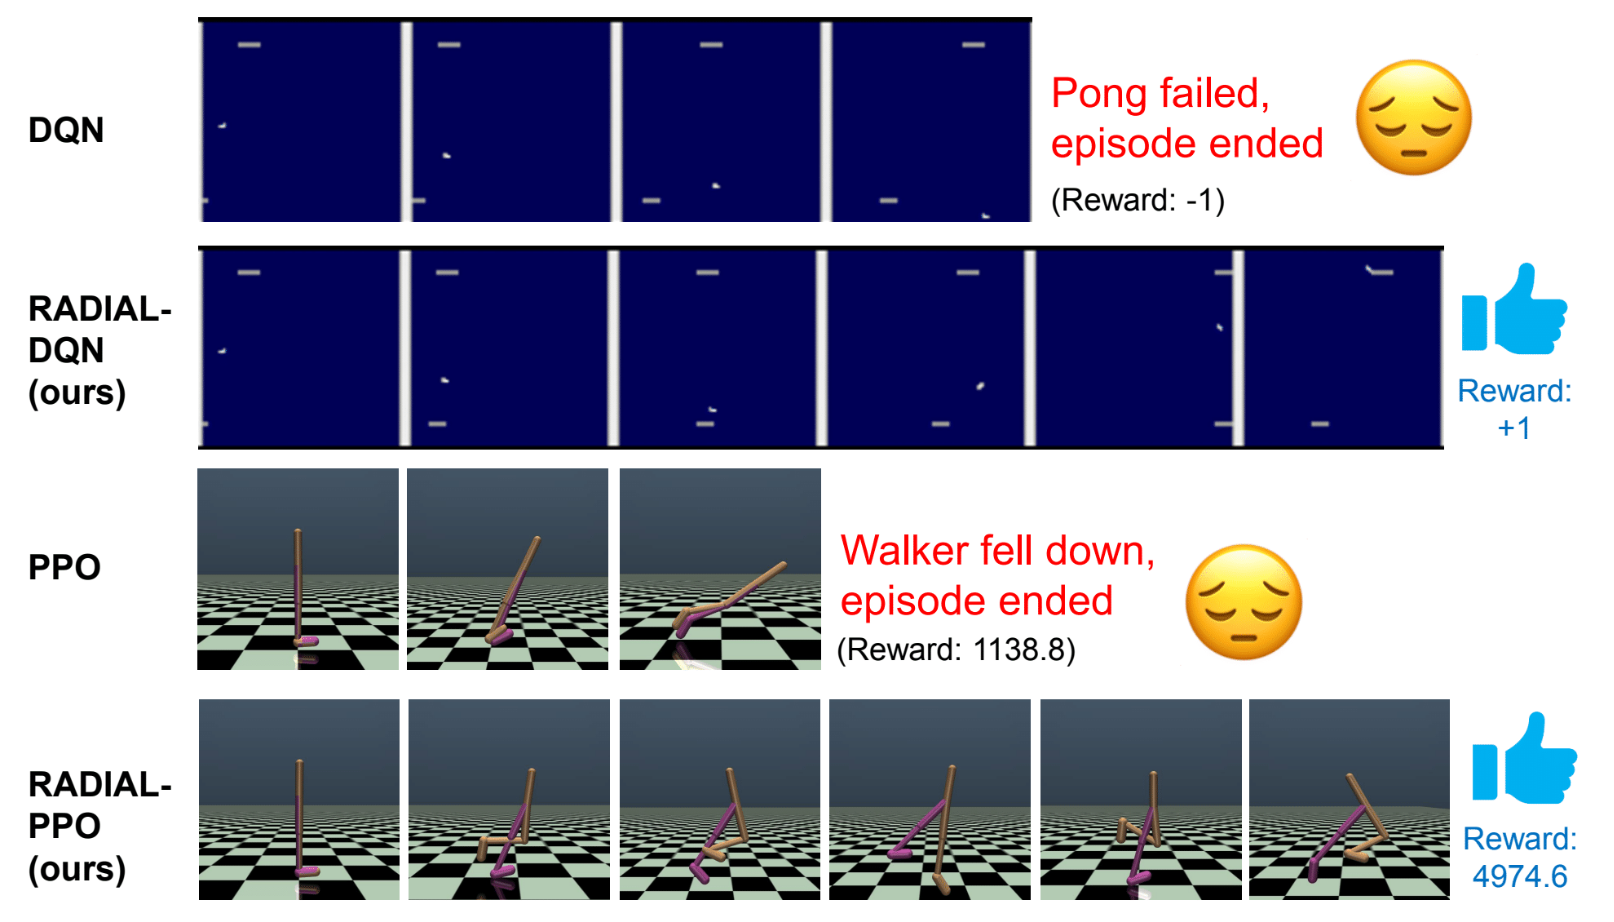 DQN
Pong failed,
episode ended
(Reward: -1)
RADIAL-
DQN
(ours)
Reward:
+1
PPO
Walker fell down,
episode ended
(Reward: 1138.8)
RADIAL-
PPO
(ours)
Reward:
4974.6